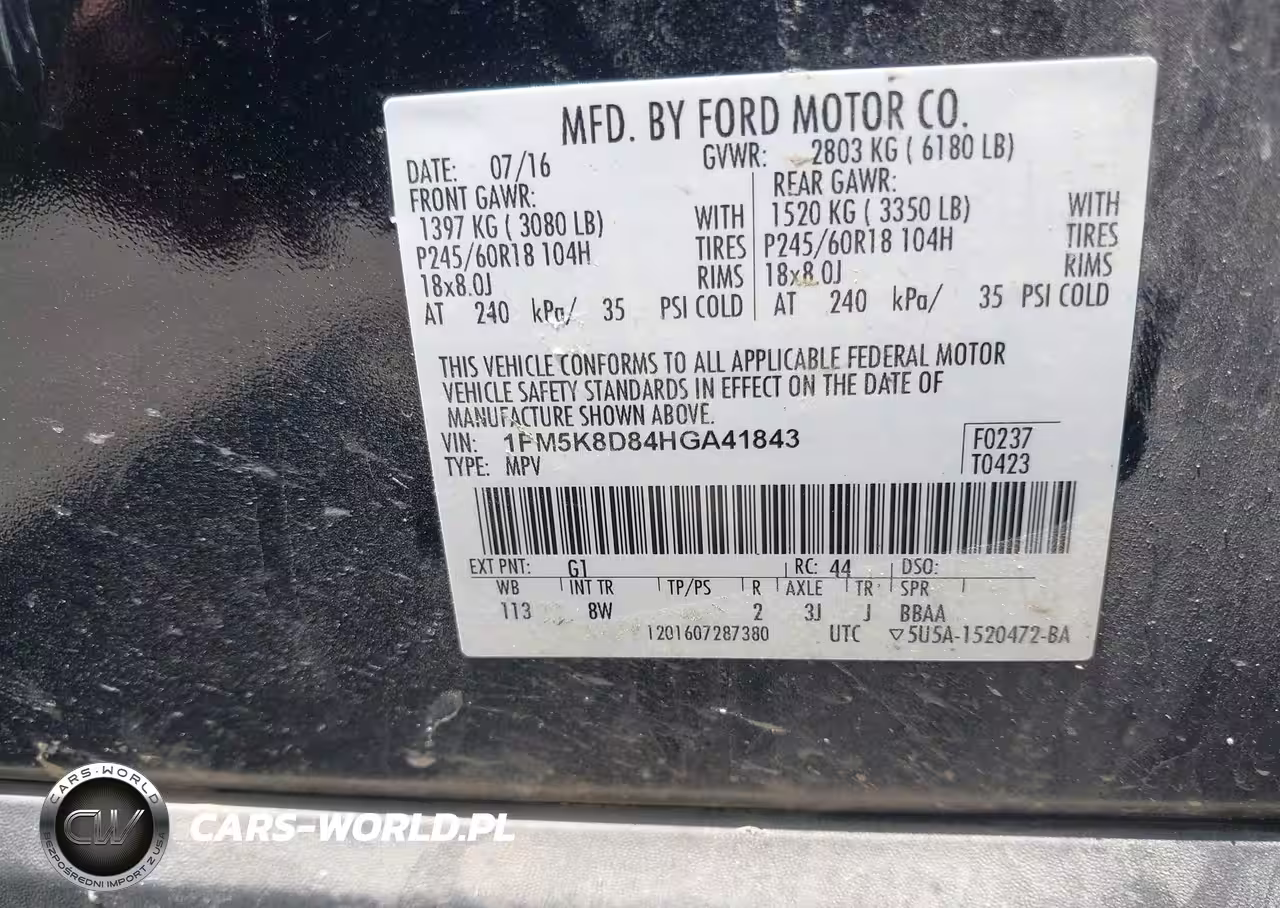 MFD. BY FORD MOTOR CO.
DATE: 07/16 GVWR: 2803 KG ( 6180 LB)
FRONT GAWR: REAR GAWR:
1397 KG ( 3080 LB) WITH 1520 KG ( 3350 LB) WITH
P245/60R18 104H TIRES P245/60R18 104H TIRES
18x8.0J RIMS 18x8.0J RIMS
AT 240 kPa/ 35 PSI COLD AT 240 kPa/ 35 PSI COLD
THIS VEHICLE CONFORMS TO ALL APPLICABLE FEDERAL MOTOR
VEHICLE SAFETY STANDARDS IN EFFECT ON THE DATE OF
MANUFACTURE SHOWN ABOVE.
VIN: 1FM5K8D84HGA41843 F0237
TYPE: MPV T0423
EXT PNT: G1 RC: 44 DSO:
WB INT TR TP/PS R AXLE TR SPR
113 8W 2 3J J BBAA
1201607287380 UTC ▽5U5A-1520472-BA
CARS-WORLD
CW
BEZPOŚREDNI IMPORT Z USA
CARS-WORLD.PL